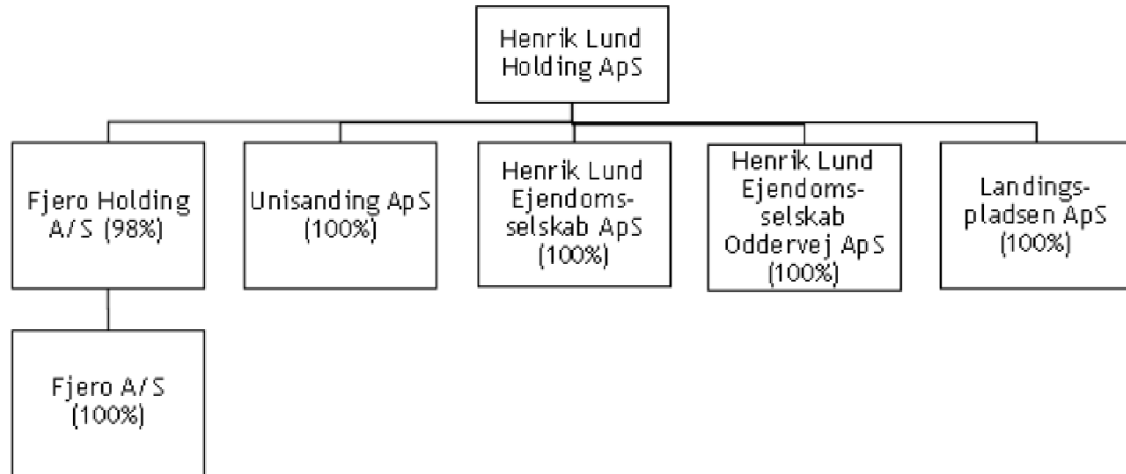 Henrik Lund
Holding ApS
Fjero Holding
A/S (98%)
Unisanding ApS
(100%)
Henrik Lund
Ejendoms-
selskab ApS
(100%)
Henrik Lund
Ejendoms-
selskab
Oddervej ApS
(100%)
Landings-
pladsen ApS
(100%)
Fjero A/S
(100%)